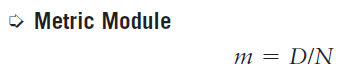 ➪ Metric Module
m = D/N